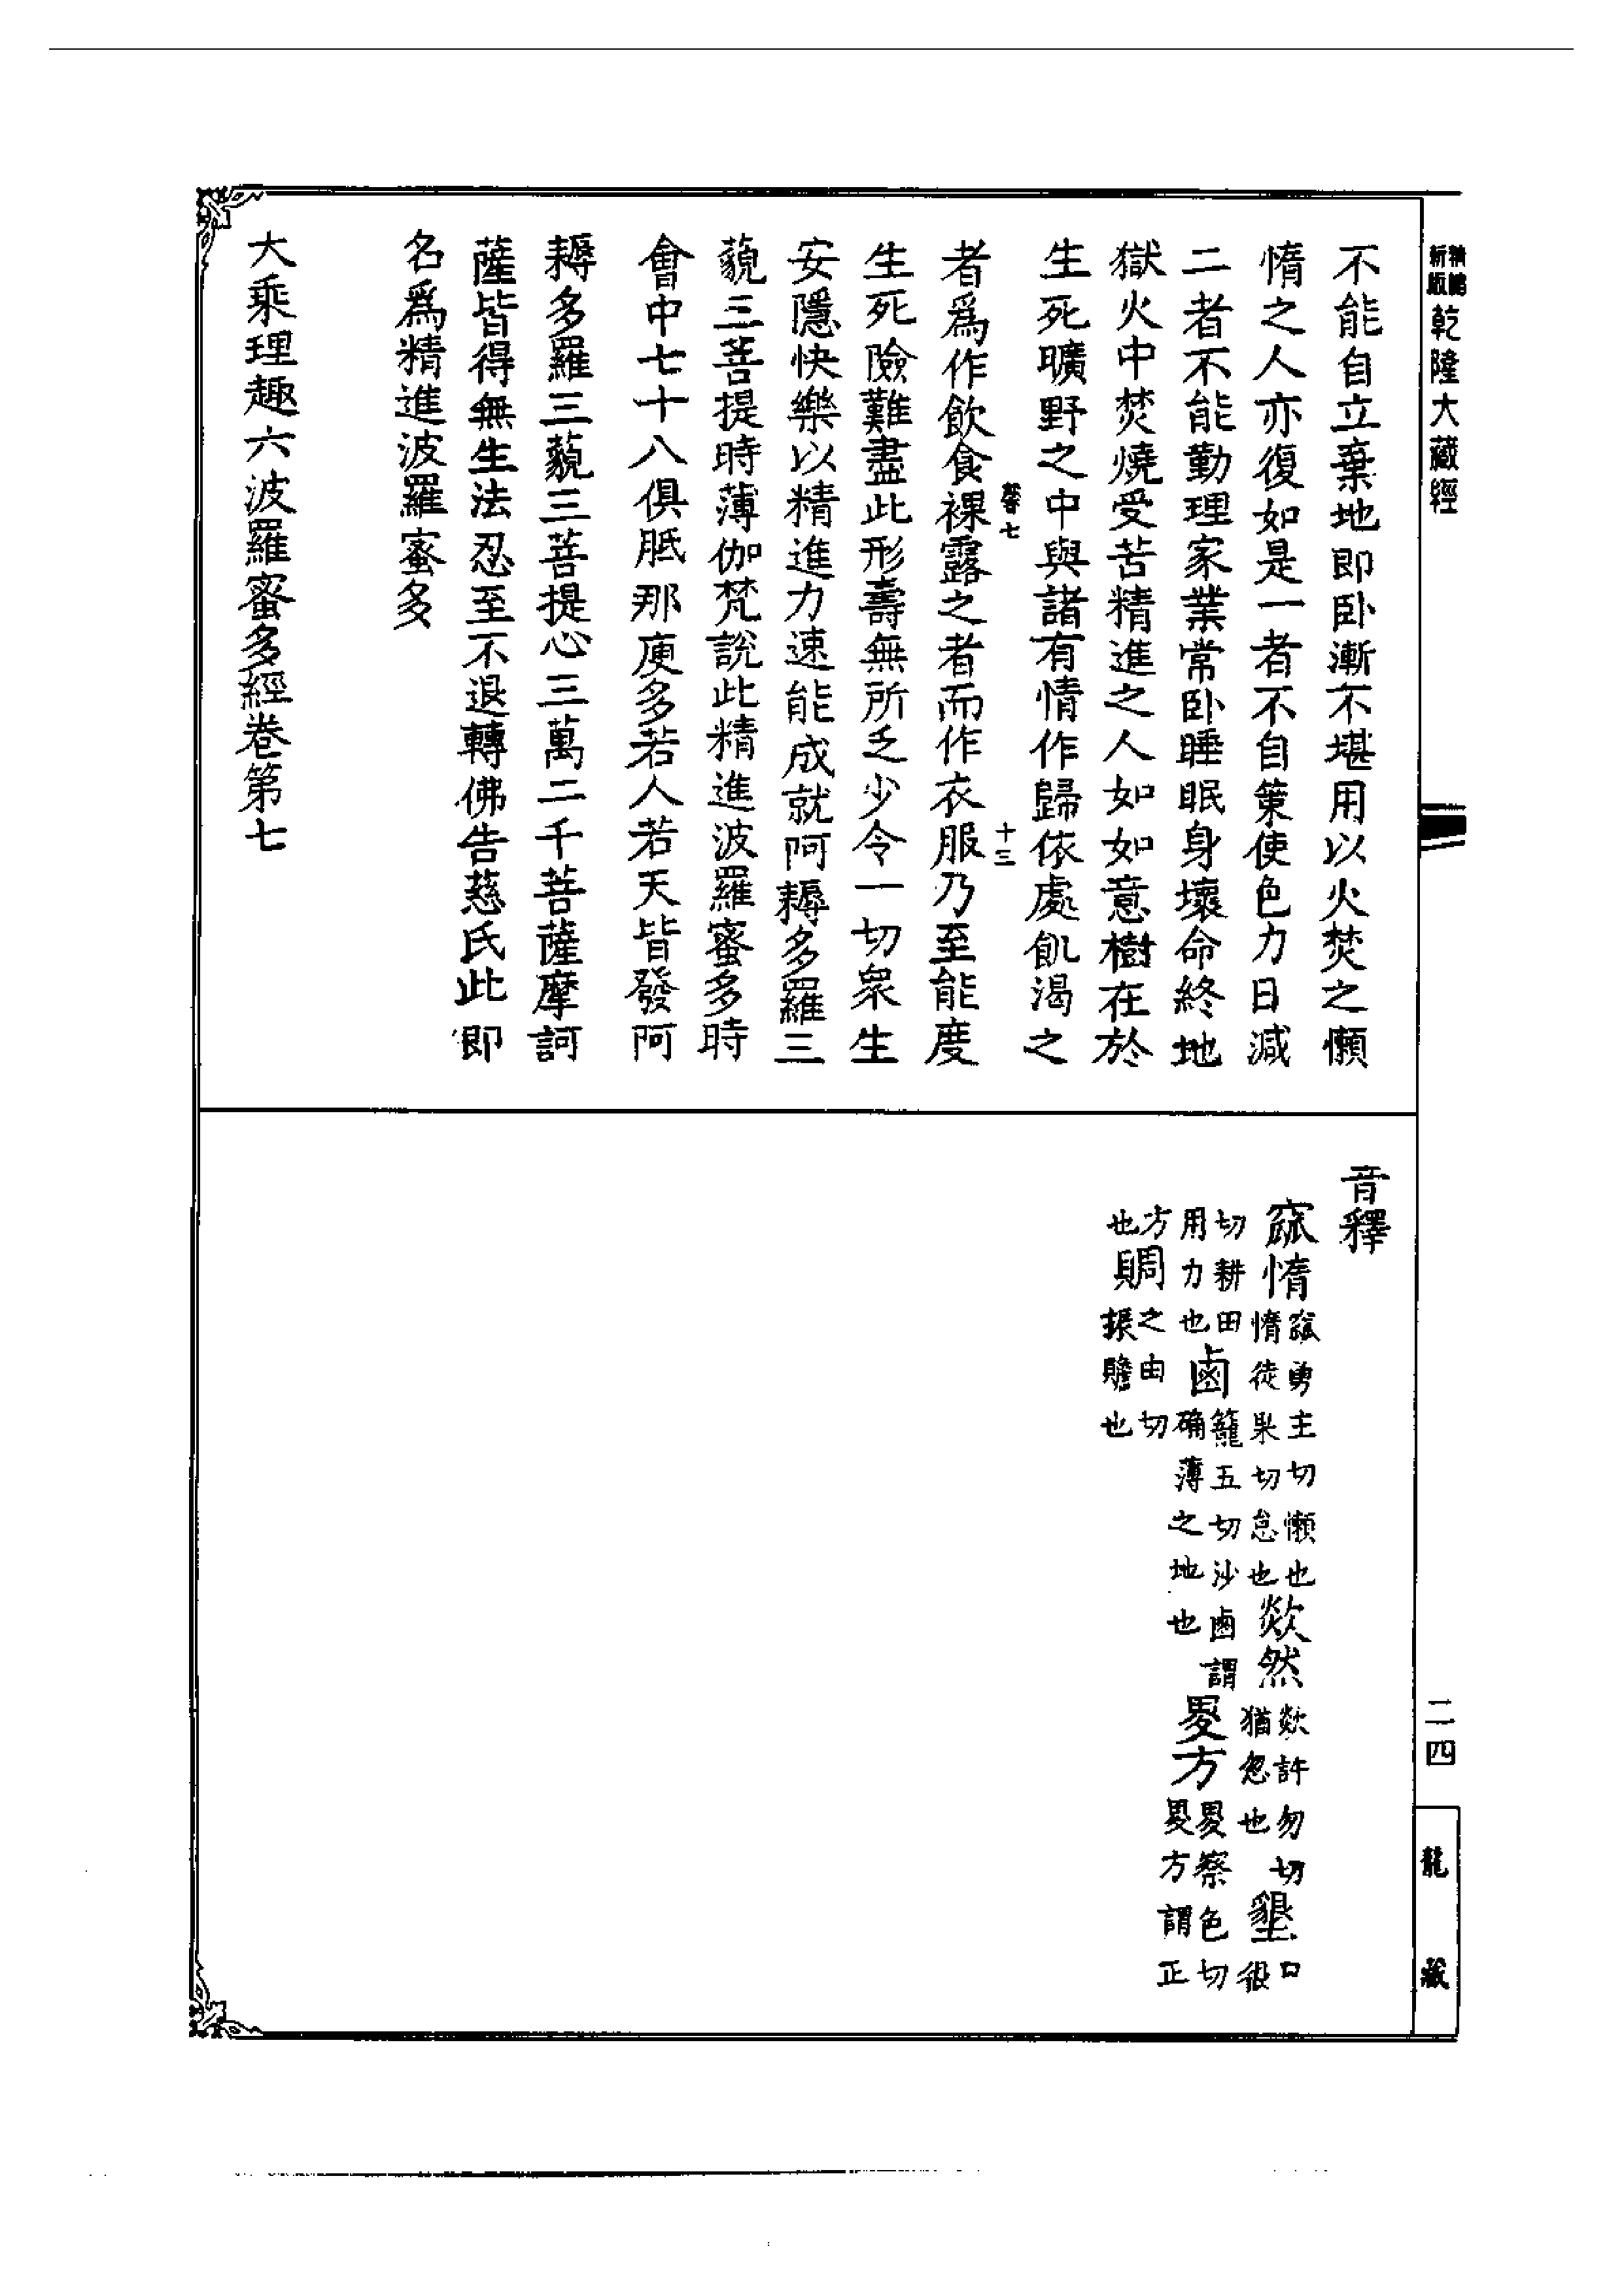 新版
乾隆大藏經
不能自立棄地即卧漸不堪用以火焚之懶
惰之人亦復如是一者不自策使色力日減
二者不能勤理家業常卧睡眠身壞命終地
獄火中焚燒受苦精進之人如如意樹在於
生死曠野之中與諸有情作歸依處飢渴之
卷七 十三
者爲作飲食裸露之者而作衣服乃至能度
生死險難盡此形壽無所乏少令一切衆生
安隱快樂以精進力速能成就阿耨多羅三
藐三菩提時薄伽梵說此精進波羅蜜多時
會中七十八俱胝那庾多若人若天皆發阿
耨多羅三藐三菩提心三萬二千菩薩摩訶
薩皆得無生法忍至不退轉佛告慈氏此即
名爲精進波羅蜜多
大乘理趣六波羅蜜多經卷第七
音釋
窳惰 窳勇主切懶也惰徒果切怠也 欻然 欻許勿切猶忽也 墾 口很
切耕田用力也 鹵 籠五切沙鹵謂确薄之地也 畟方 畟察色切畟方謂正
方也 賙 之由切振贍也
二四
龍藏